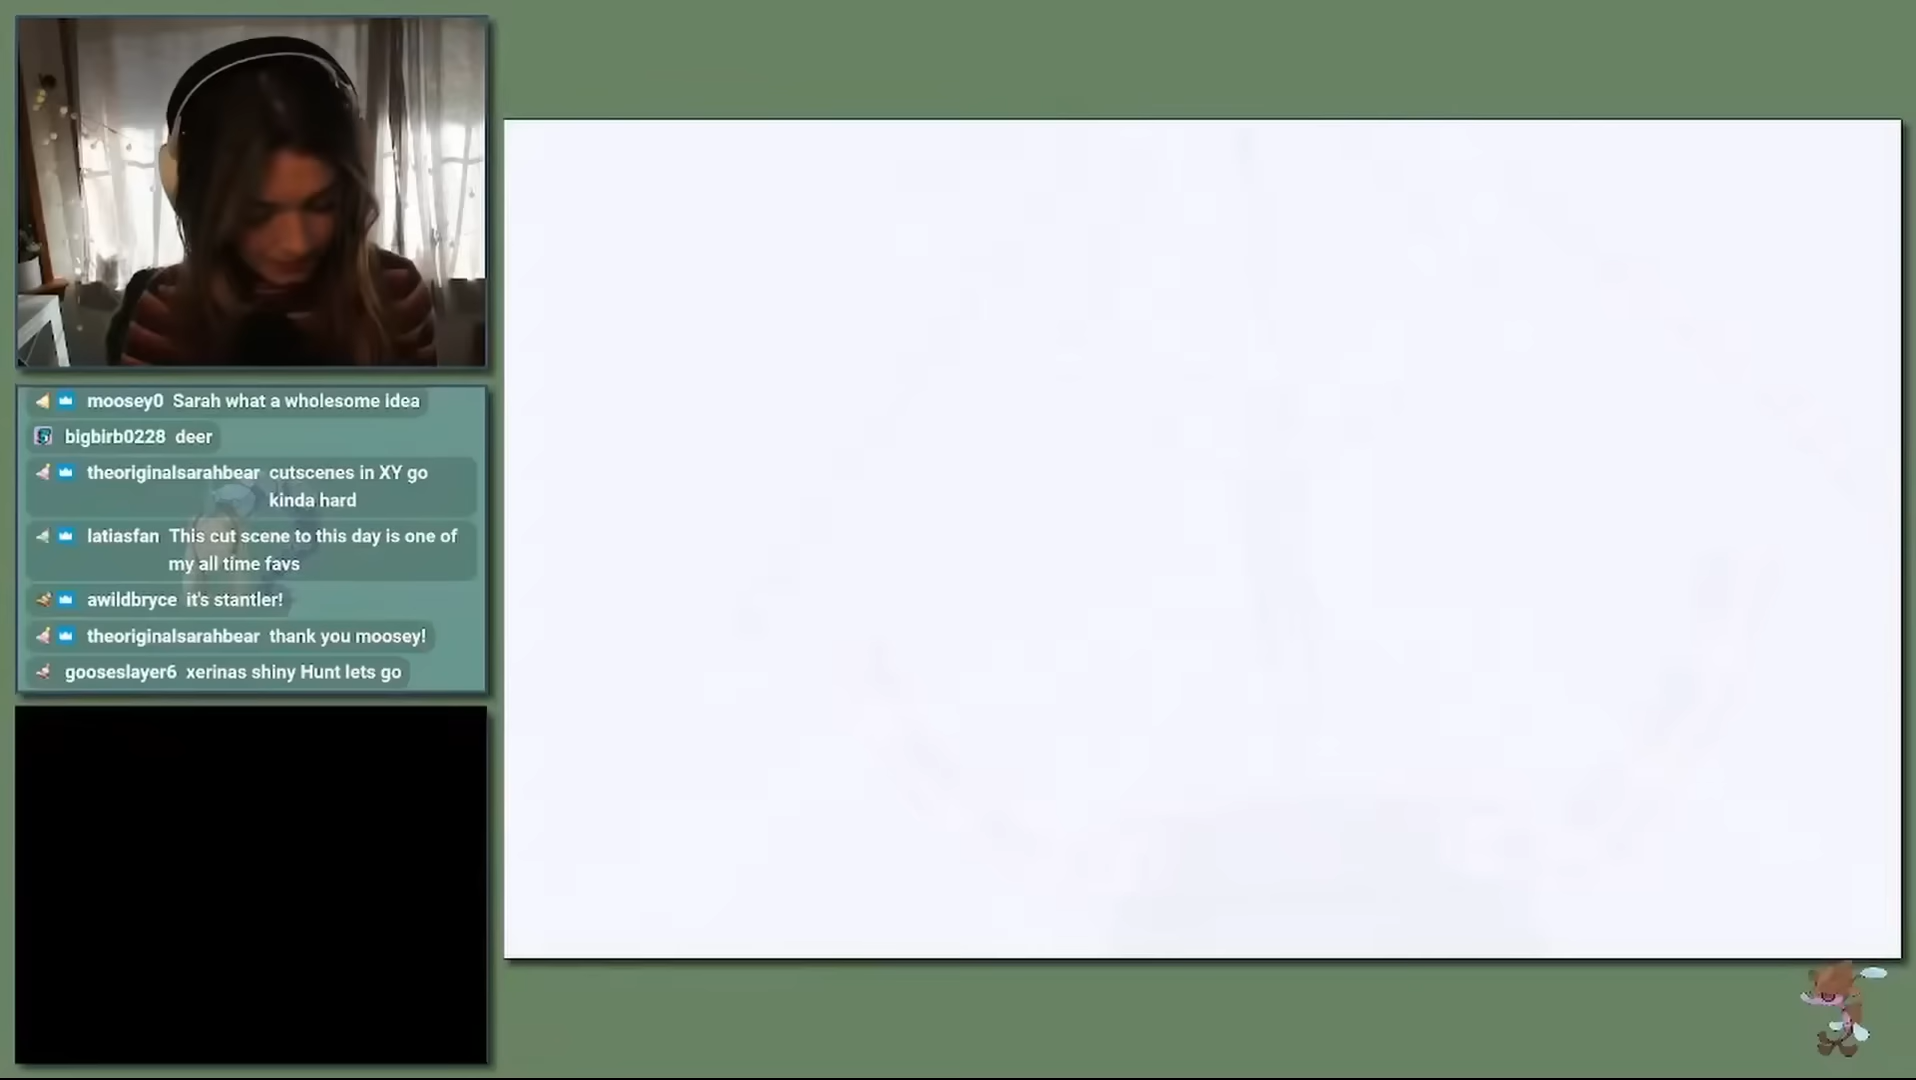 moosey0 Sarah what a wholesome idea
bigbirb0228 deer
theoriginalsarahbear cutscenes in XY go
kinda hard
latiasfan This cut scene to this day is one of
my all time favs
awildbryce it's stantler!
theoriginalsarahbear thank you moosey!
gooseslayer6 xerinas shiny Hunt lets go